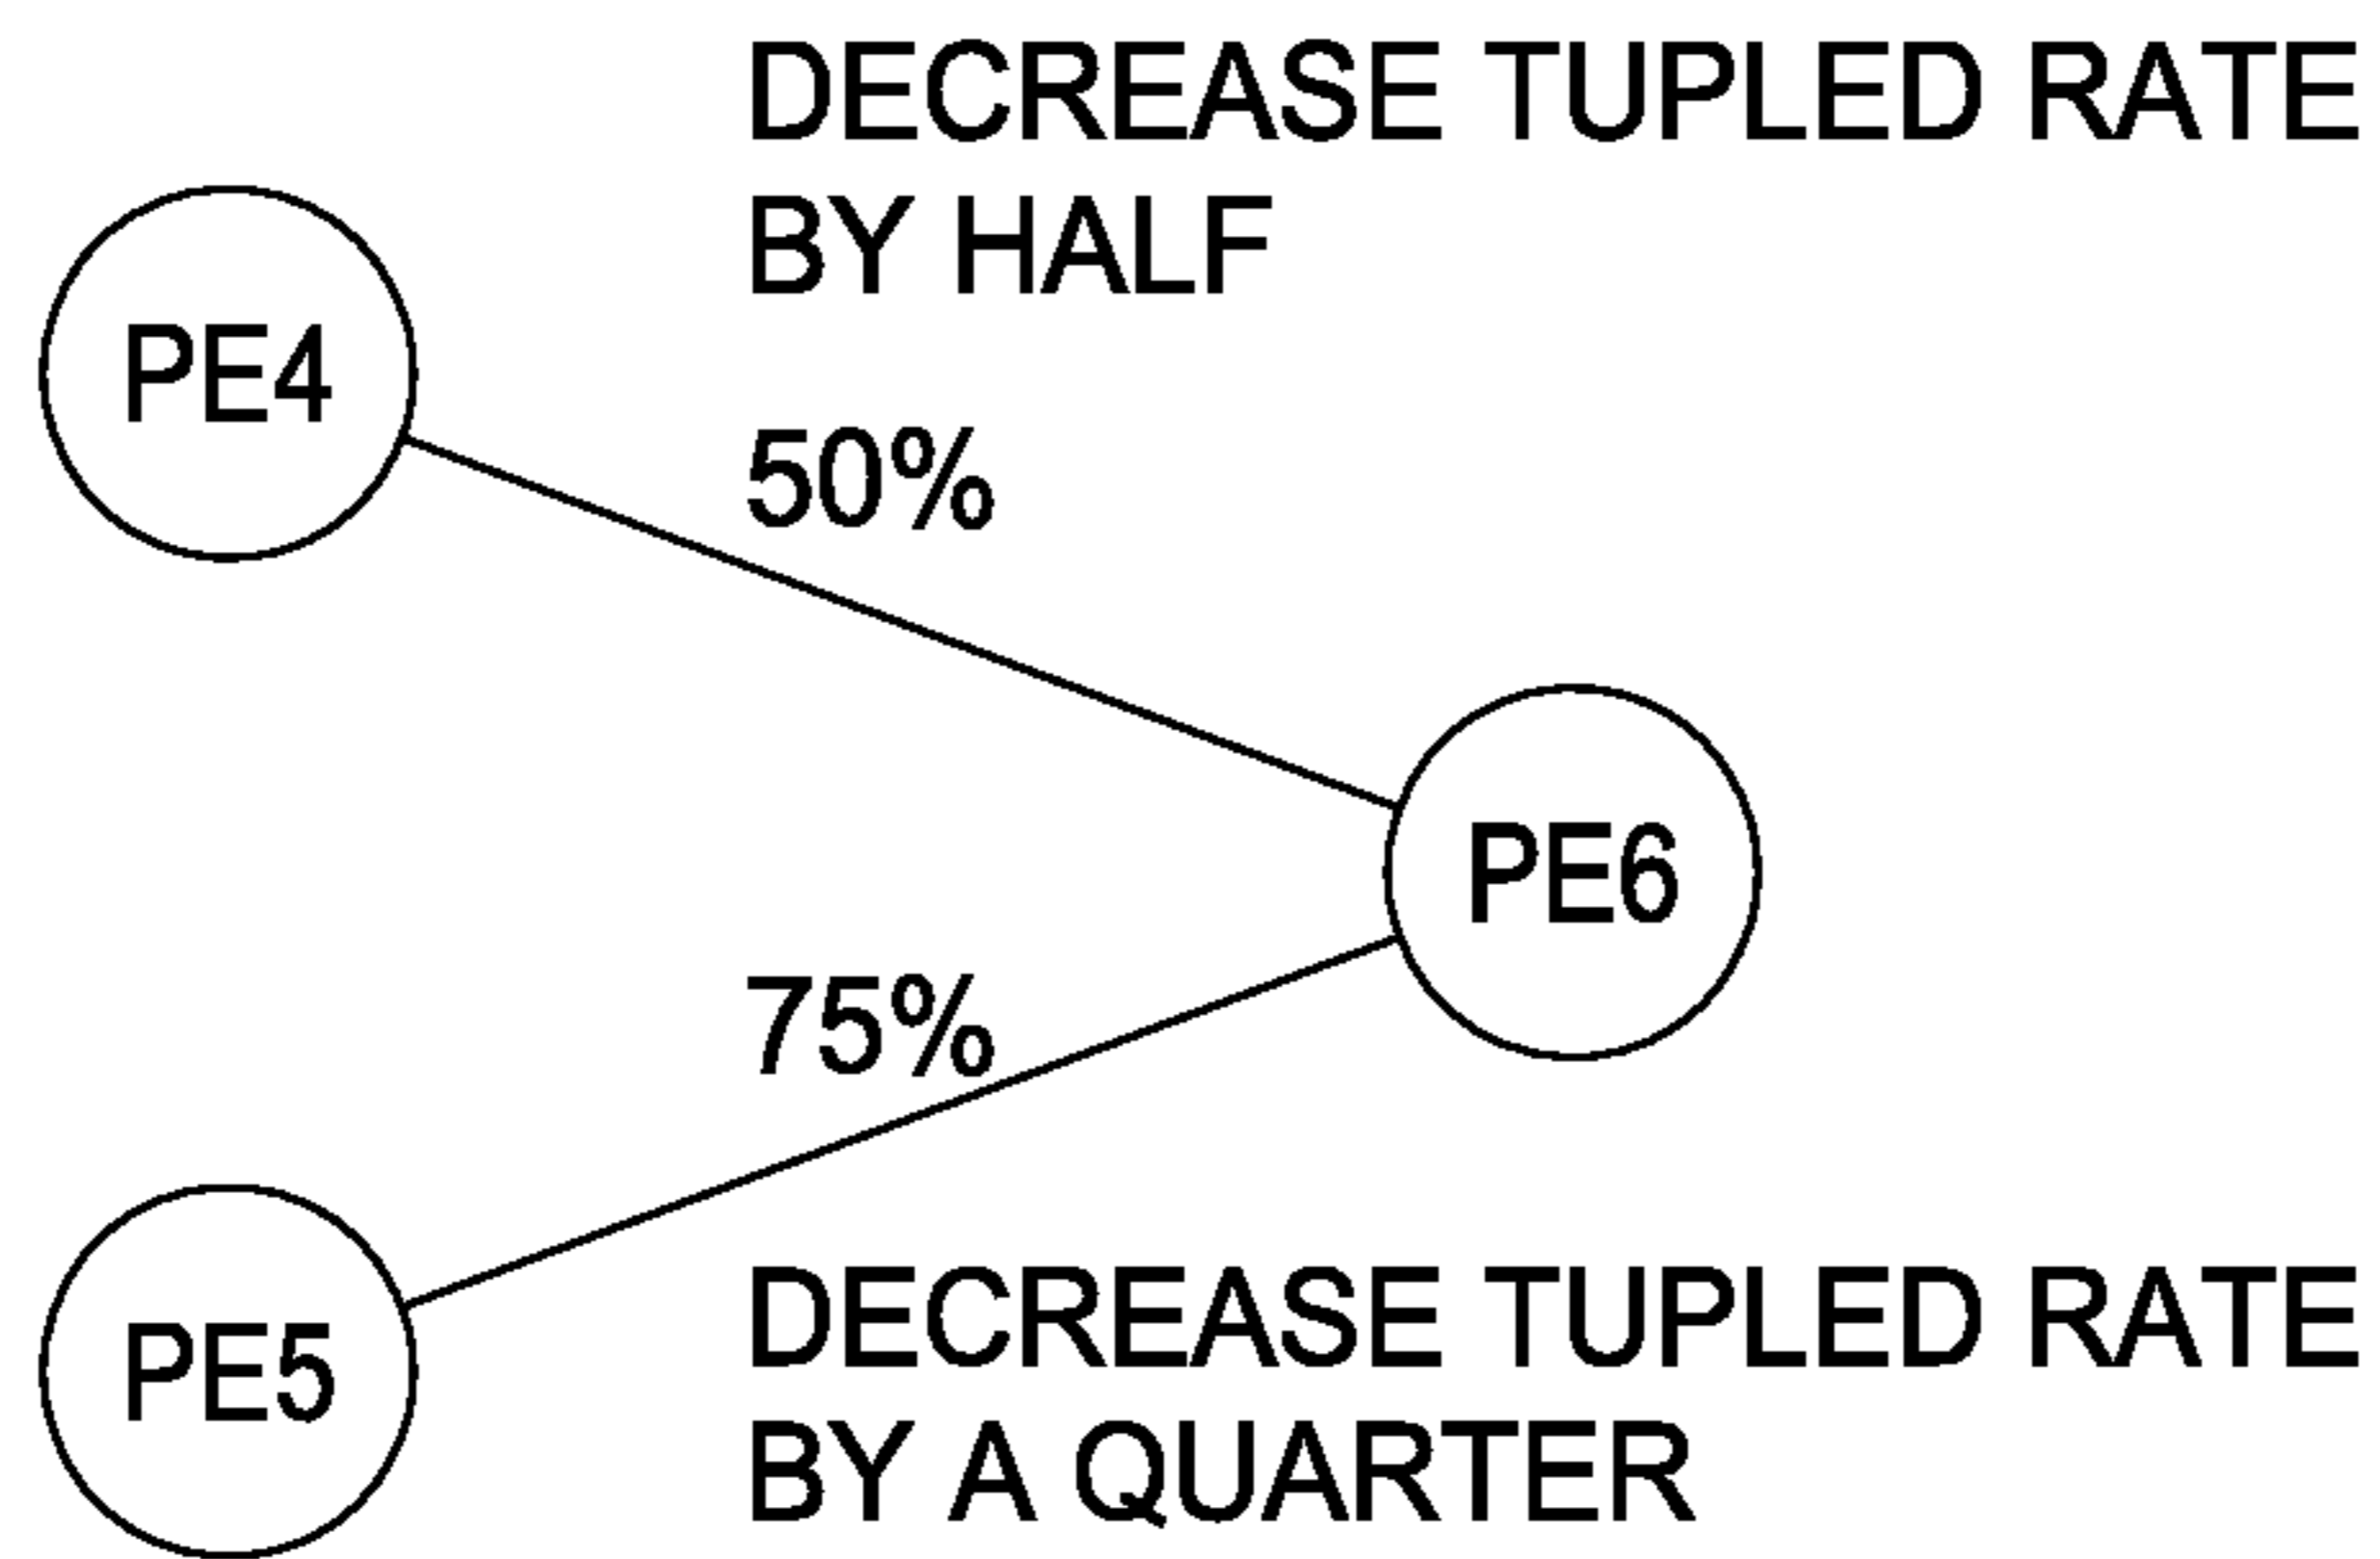 DECREASE TUPLED RATE
BY HALF
PE4
50%
PE6
75%
PE5
DECREASE TUPLED RATE
BY A QUARTER